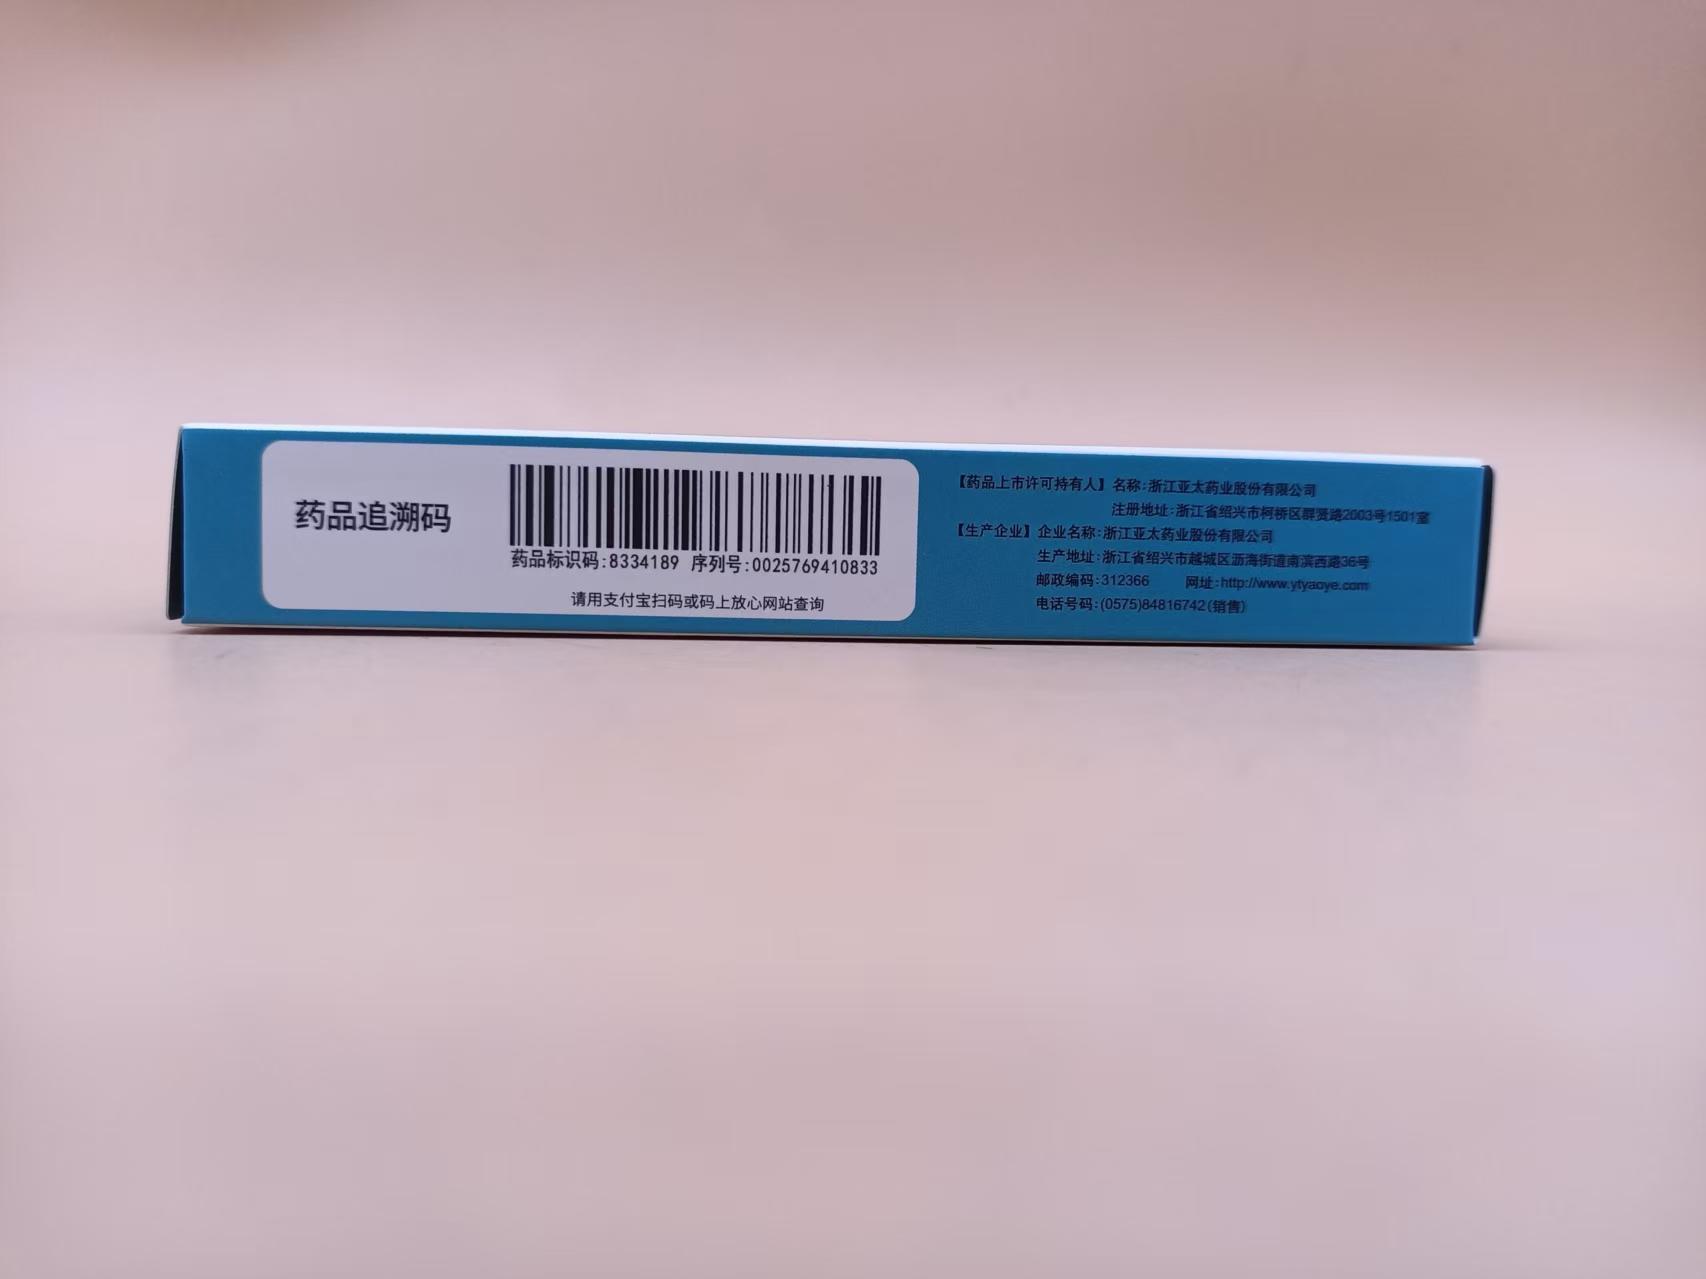 药品追溯码
药品标识码:8334189 序列号:0025769410833
请用支付宝扫码或码上放心网站查询
【药品上市许可持有人】名称:浙江亚太药业股份有限公司
注册地址:浙江省绍兴市柯桥区群贤路2003号1501室
【生产企业】企业名称:浙江亚太药业股份有限公司
生产地址:浙江省绍兴市越城区沥海街道南滨西路36号
邮政编码:312366 网址:http://www.ytyaoye.com
电话号码:(0575)84816742(销售)